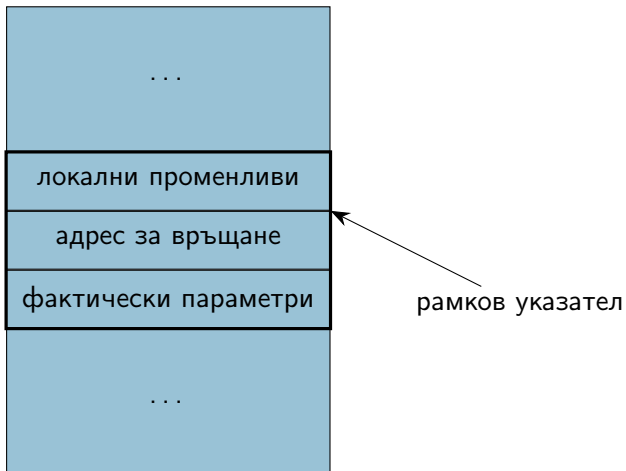 ...
локални променливи
адрес за връщане
фактически параметри
рамков указател
...